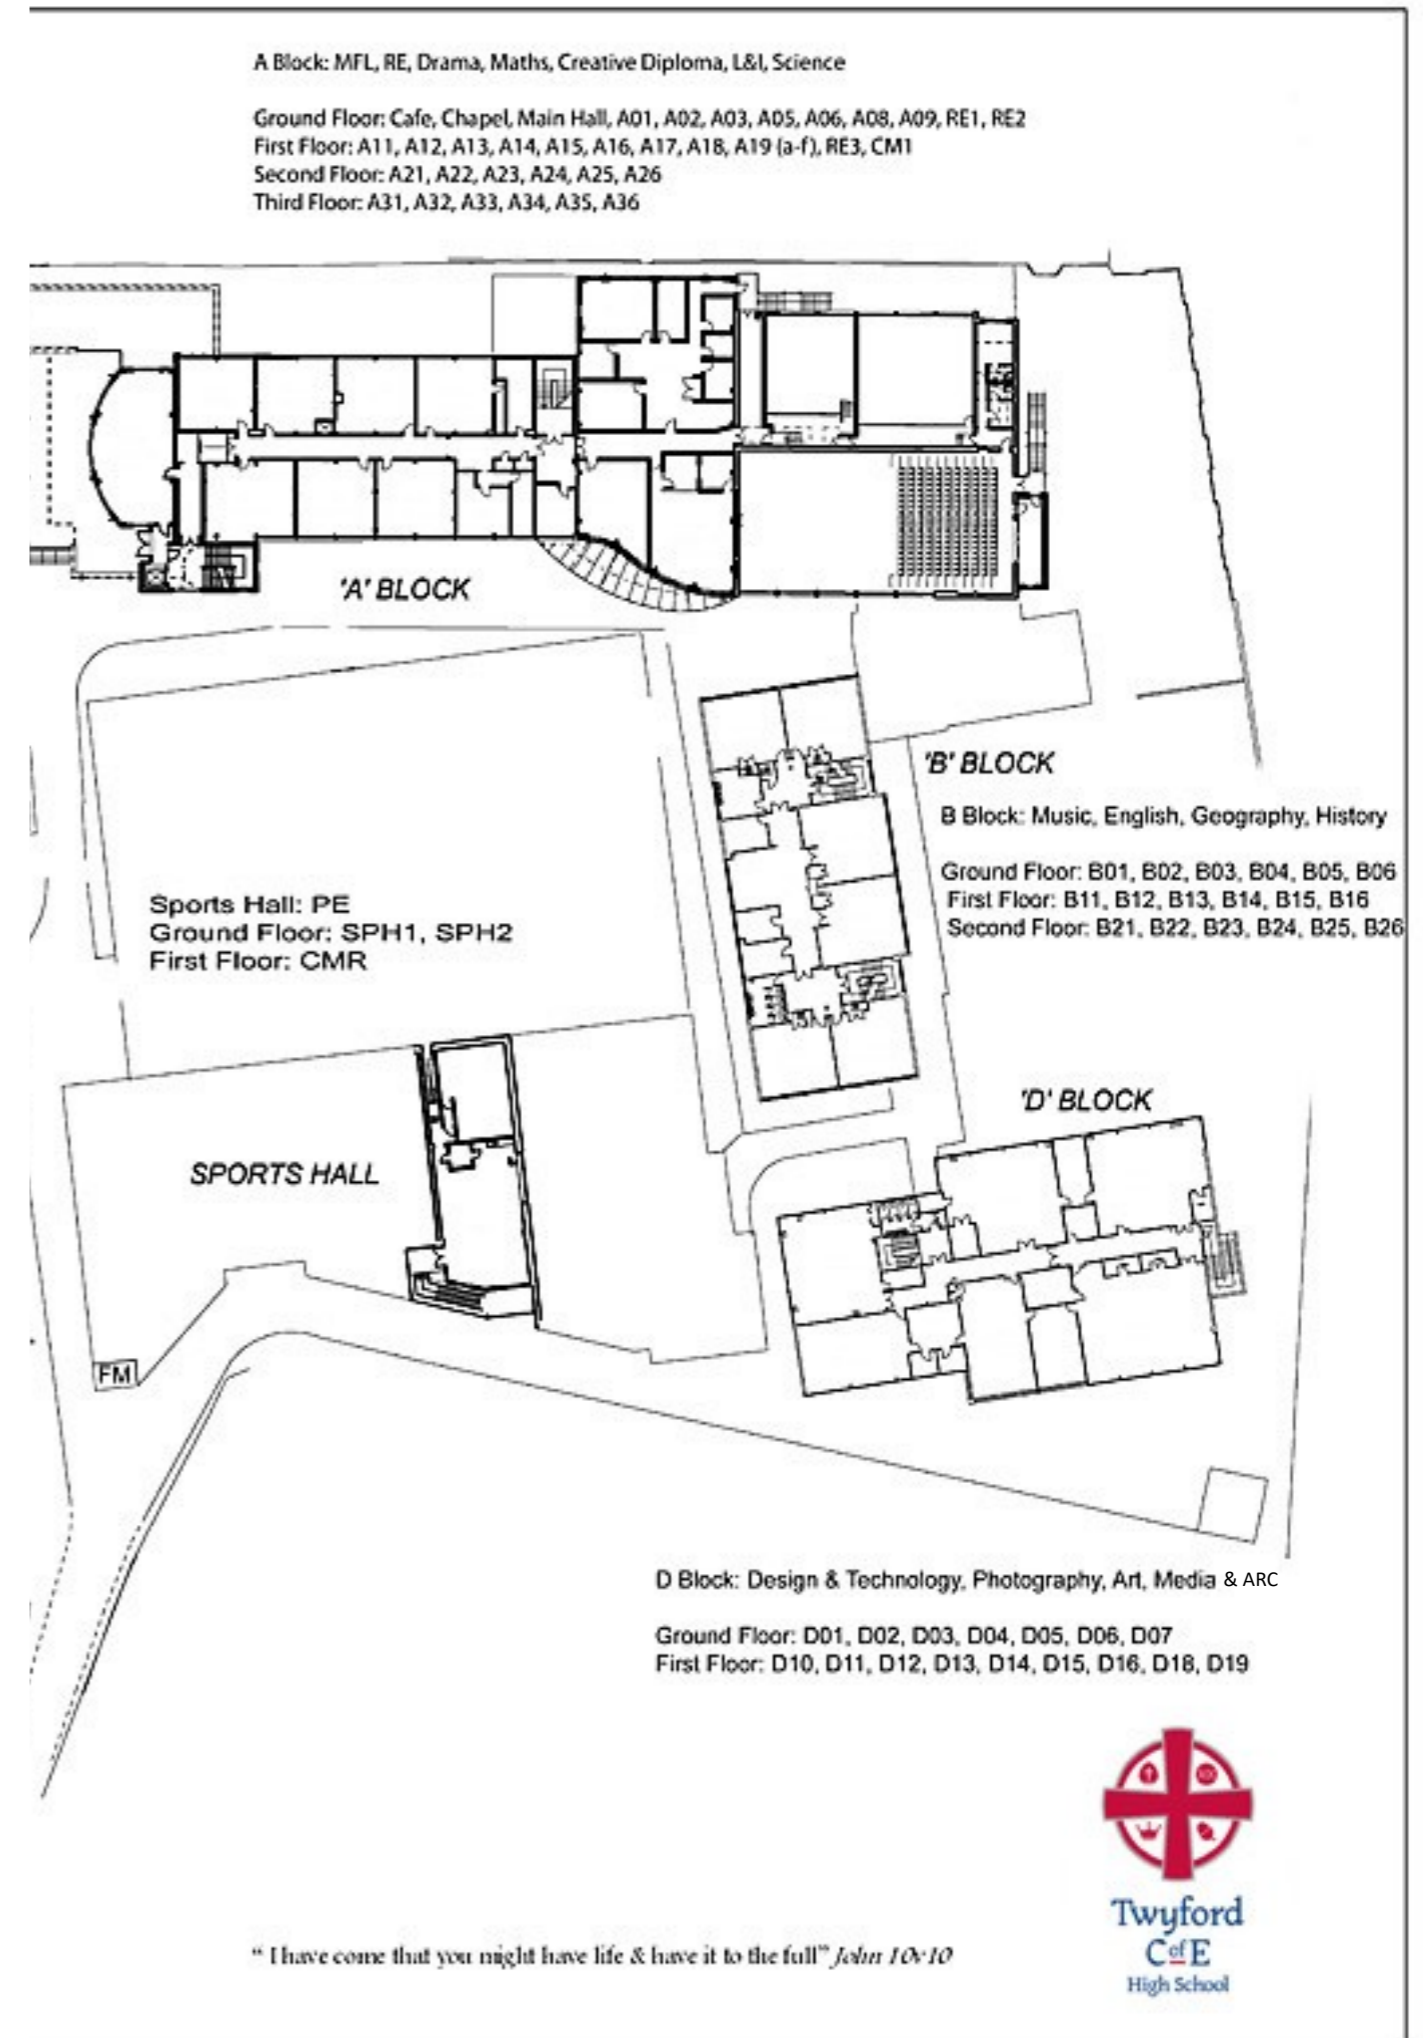 A Block: MFL, RE, Drama, Maths, Creative Diploma, L&I, Science
Ground Floor: Cafe, Chapel, Main Hall, A01, A02, A03, A05, A06, A08, A09, RE1, RE2
First Floor: A11, A12, A13, A14, A15, A16, A17, A18, A19 (a-f), RE3, CM1
Second Floor: A21, A22, A23, A24, A25, A26
Third Floor: A31, A32, A33, A34, A35, A36
'A' BLOCK
'B' BLOCK
B Block: Music, English, Geography, History
Ground Floor: B01, B02, B03, B04, B05, B06
First Floor: B11, B12, B13, B14, B15, B16
Second Floor: B21, B22, B23, B24, B25, B26
Sports Hall: PE
Ground Floor: SPH1, SPH2
First Floor: CMR
'D' BLOCK
SPORTS HALL
FM
D Block: Design & Technology, Photography, Art, Media & ARC
Ground Floor: D01, D02, D03, D04, D05, D06, D07
First Floor: D10, D11, D12, D13, D14, D15, D16, D18, D19
Twyford
C of E
High School
“ I have come that you might have life & have it to the full” John 10v10